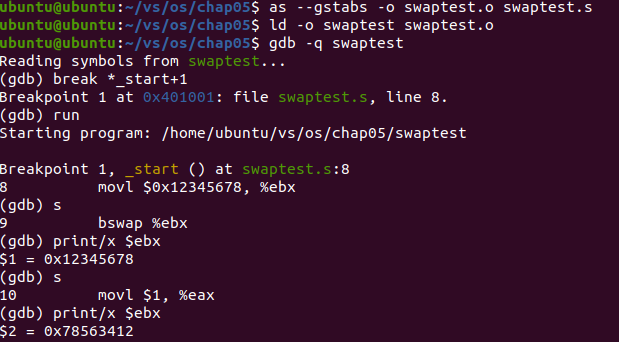 ubuntu@ubuntu:~/vs/os/chap05$ as --gstabs -o swaptest.o swaptest.s
ubuntu@ubuntu:~/vs/os/chap05$ ld -o swaptest swaptest.o
ubuntu@ubuntu:~/vs/os/chap05$ gdb -q swaptest
Reading symbols from swaptest...
(gdb) break *_start+1
Breakpoint 1 at 0x401001: file swaptest.s, line 8.
(gdb) run
Starting program: /home/ubuntu/vs/os/chap05/swaptest
Breakpoint 1, _start () at swaptest.s:8
8 movl $0x12345678, %ebx
(gdb) s
9 bswap %ebx
(gdb) print/x $ebx
$1 = 0x12345678
(gdb) s
10 movl $1, %eax
(gdb) print/x $ebx
$2 = 0x78563412